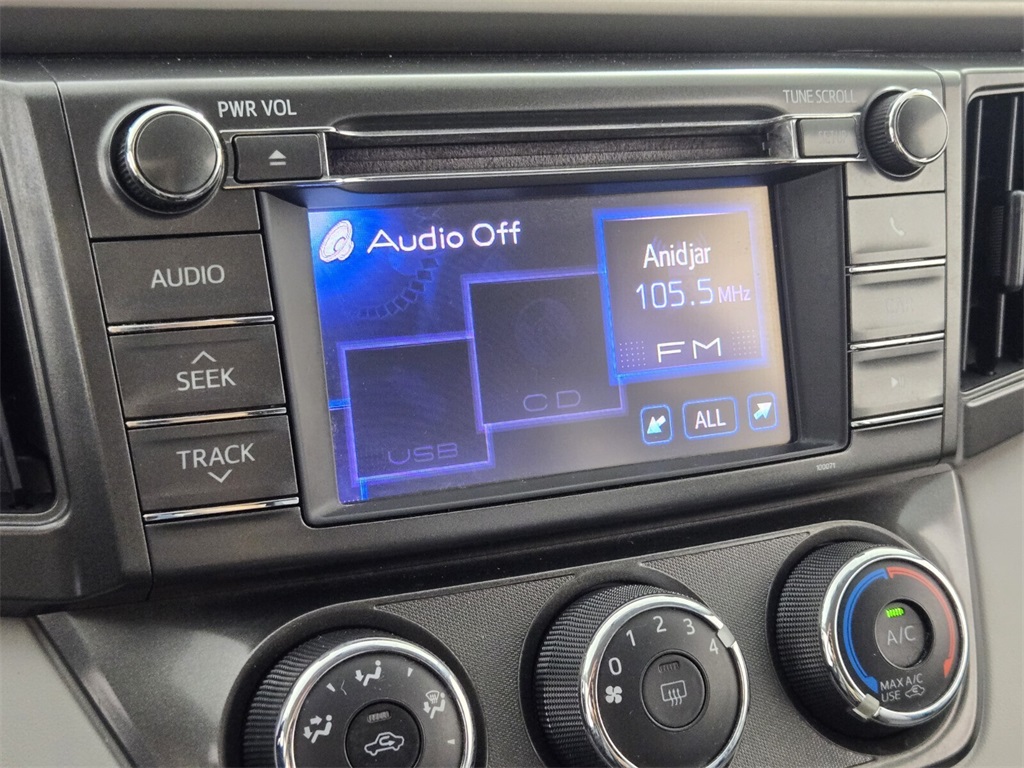 PWR VOL
TUNE SCROLL
AUDIO
SEEK
TRACK
Audio Off
Anidjar
105.5 MHz
FM
CD
USB
ALL
0 1 2 3 4
A/C
MAX A/C
USE